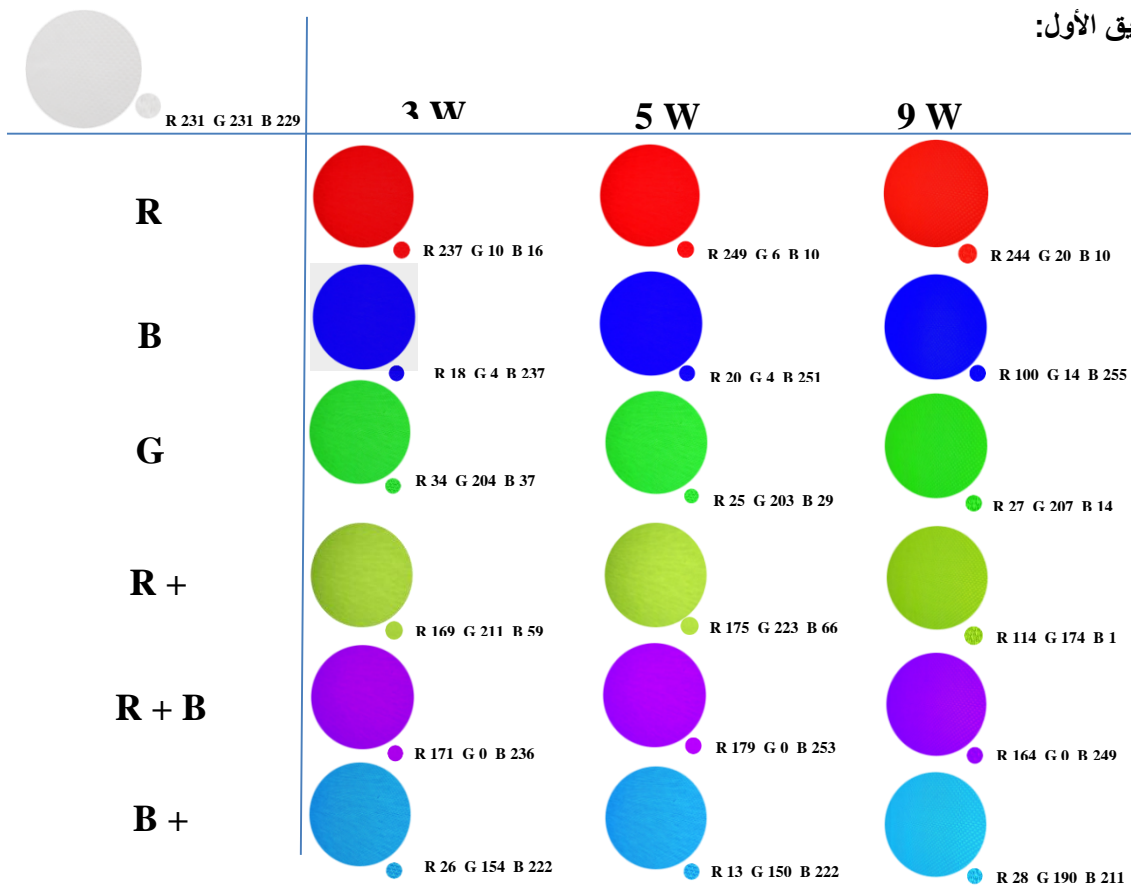 يق الأول:
R 231 G 231 B 229
3 W 5 W 9 W
R
R 237 G 10 B 16 R 249 G 6 B 10 R 244 G 20 B 10
B
R 18 G 4 B 237 R 20 G 4 B 251 R 100 G 14 B 255
G
R 34 G 204 B 37 R 25 G 203 B 29 R 27 G 207 B 14
R +
R 169 G 211 B 59 R 175 G 223 B 66 R 114 G 174 B 1
R + B
R 171 G 0 B 236 R 179 G 0 B 253 R 164 G 0 B 249
B +
R 26 G 154 B 222 R 13 G 150 B 222 R 28 G 190 B 211